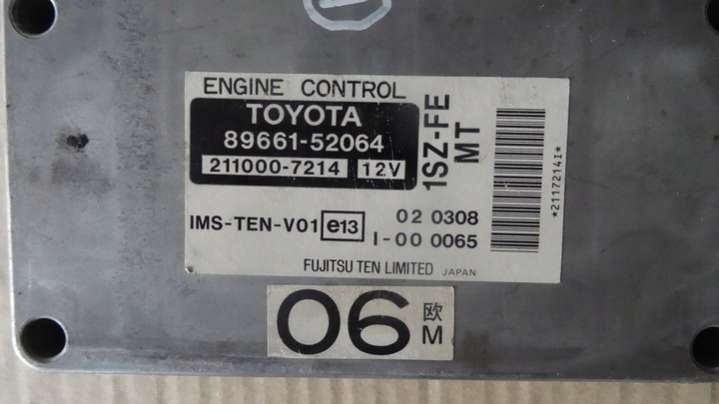 ENGINE CONTROL
TOYOTA
89661-52064
211000-7214 12V
1SZ-FE
MT
IMS-TEN-V01 e13 02 0308
I-00 0065
FUJITSU TEN LIMITED JAPAN
*21172141*
06 欧
M